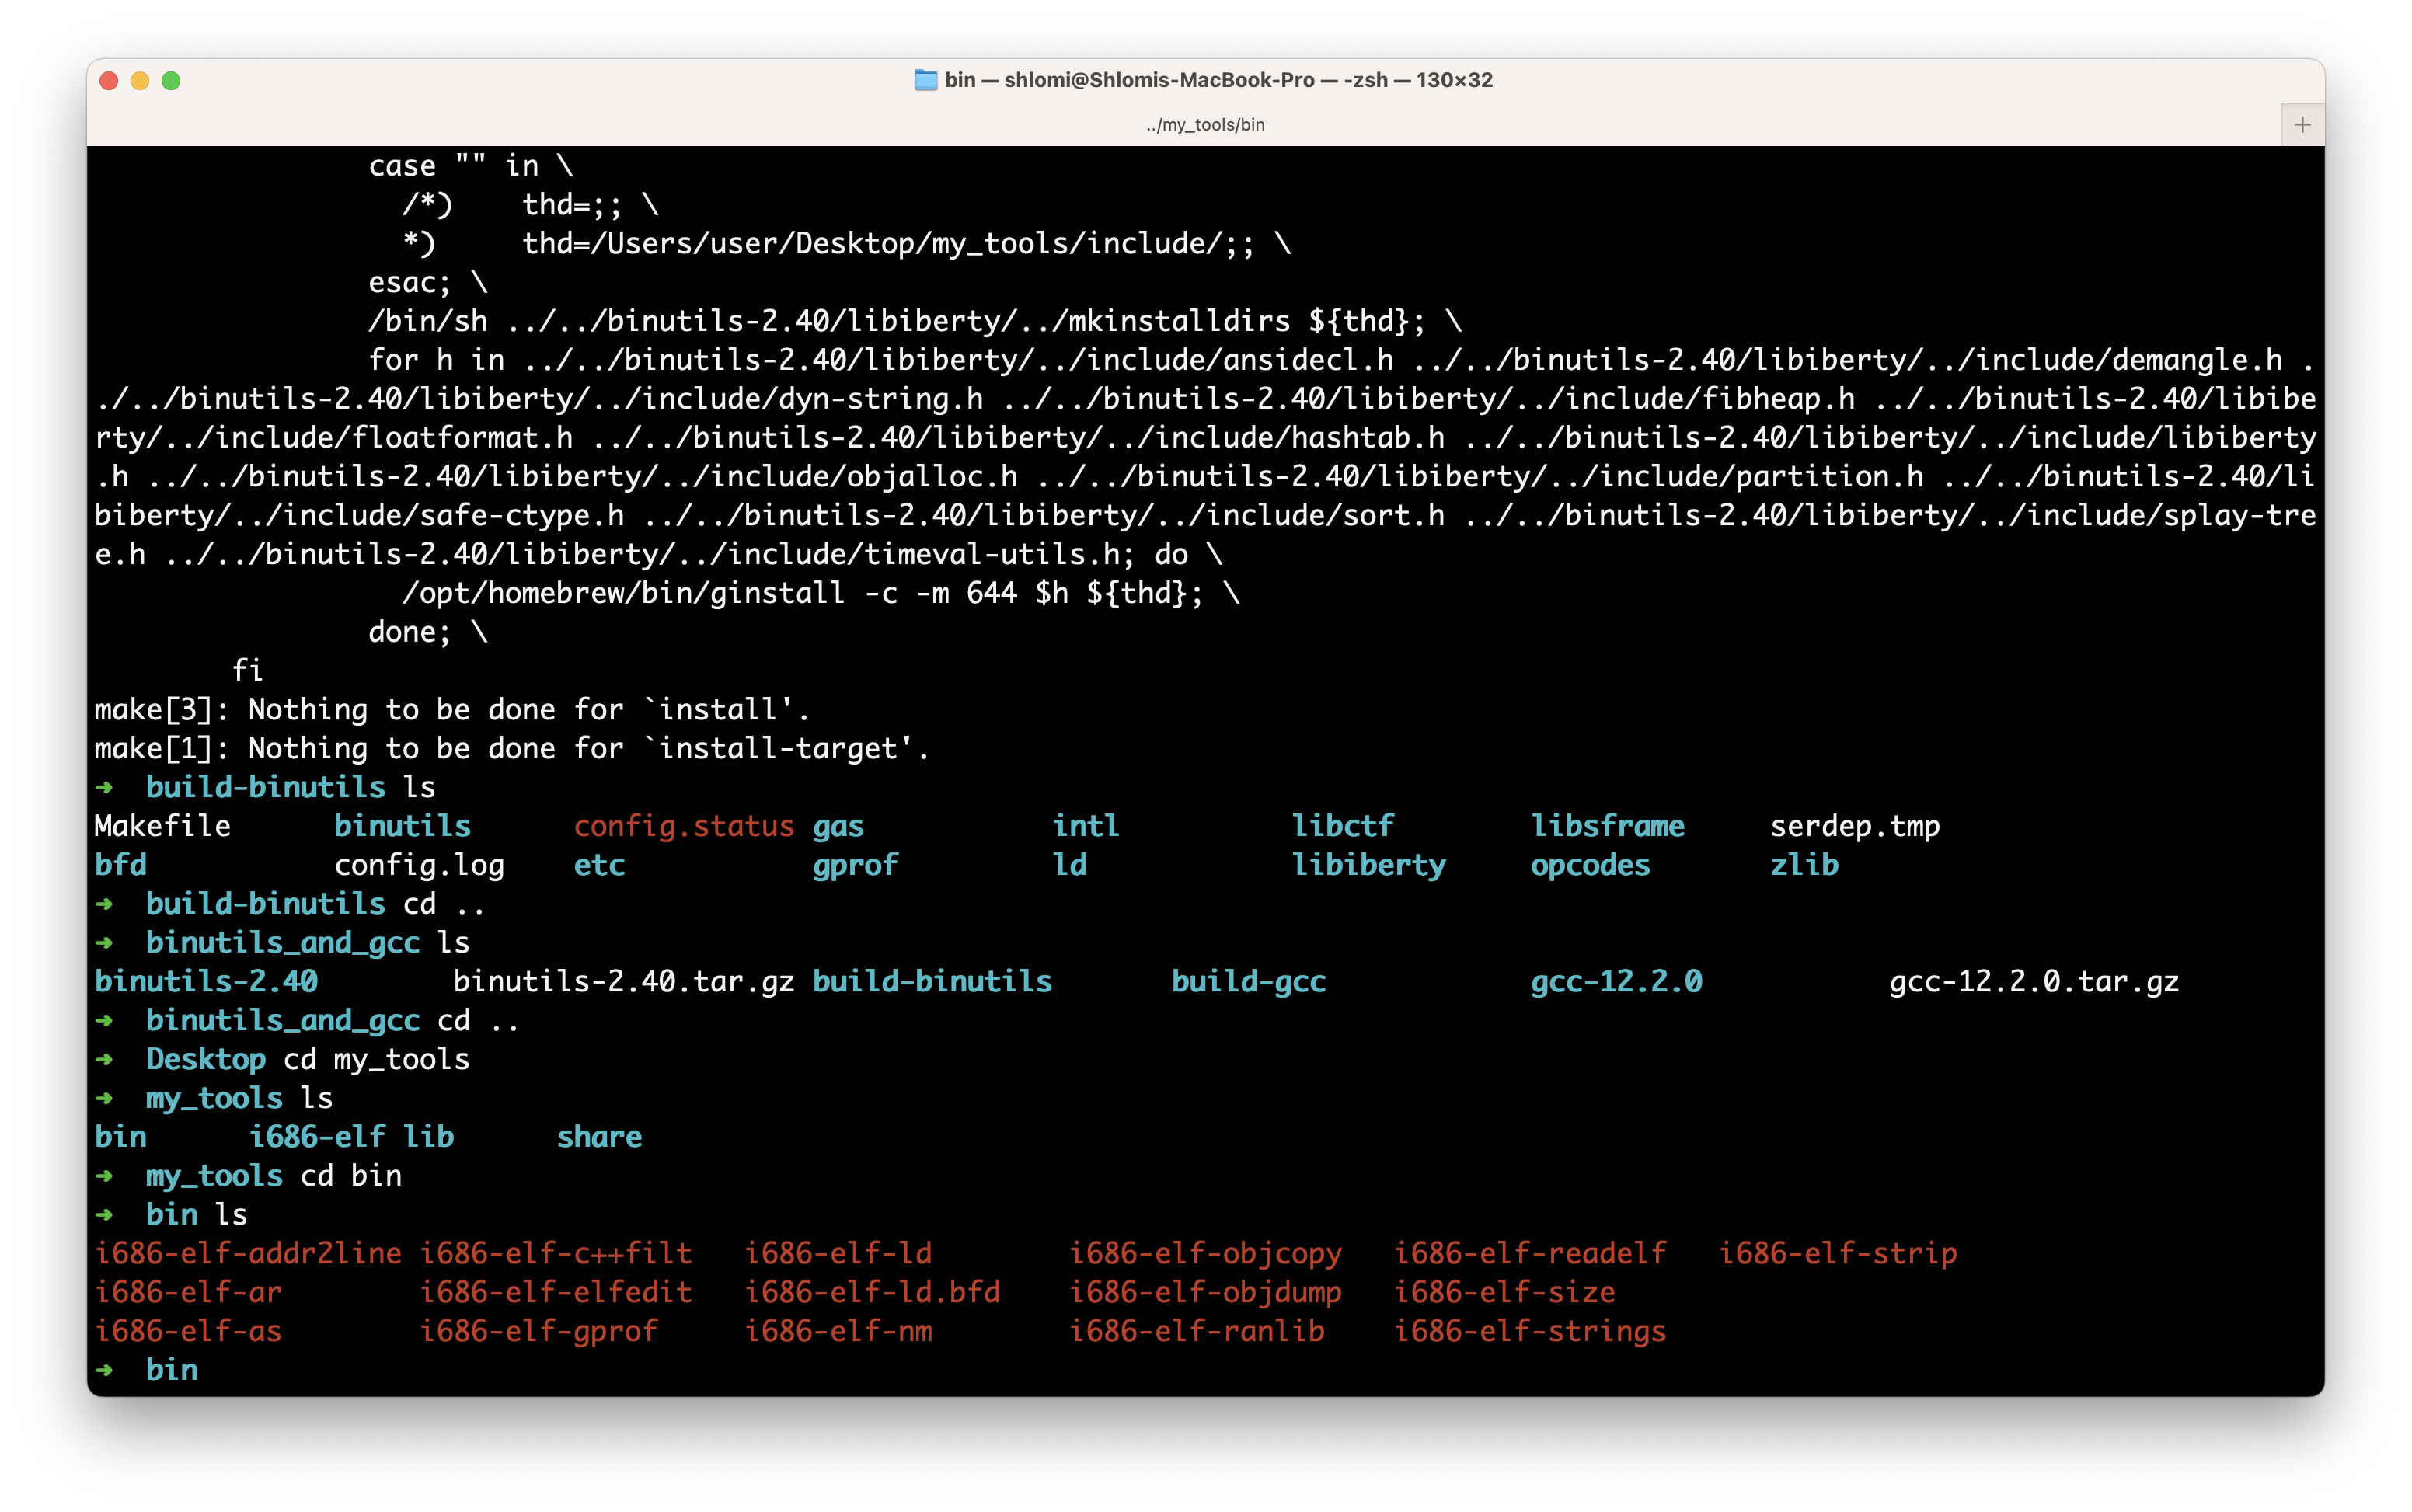 bin — shlomi@Shlomis-MacBook-Pro — -zsh — 130×32
../my_tools/bin
+
case "" in \
/*) thd=;; \
*) thd=/Users/user/Desktop/my_tools/include/;; \
esac; \
/bin/sh ../../binutils-2.40/libiberty/../mkinstalldirs ${thd}; \
for h in ../../binutils-2.40/libiberty/../include/ansidecl.h ../../binutils-2.40/libiberty/../include/demangle.h .
./../binutils-2.40/libiberty/../include/dyn-string.h ../../binutils-2.40/libiberty/../include/fibheap.h ../../binutils-2.40/libibe
rty/../include/floatformat.h ../../binutils-2.40/libiberty/../include/hashtab.h ../../binutils-2.40/libiberty/../include/libiberty
.h ../../binutils-2.40/libiberty/../include/objalloc.h ../../binutils-2.40/libiberty/../include/partition.h ../../binutils-2.40/li
biberty/../include/safe-ctype.h ../../binutils-2.40/libiberty/../include/sort.h ../../binutils-2.40/libiberty/../include/splay-tre
e.h ../../binutils-2.40/libiberty/../include/timeval-utils.h; do \
/opt/homebrew/bin/ginstall -c -m 644 $h ${thd}; \
done; \
fi
make[3]: Nothing to be done for `install'.
make[1]: Nothing to be done for `install-target'.
➜ build-binutils ls
Makefile binutils config.status gas intl libctf libsframe serdep.tmp
bfd config.log etc gprof ld libiberty opcodes zlib
➜ build-binutils cd ..
➜ binutils_and_gcc ls
binutils-2.40 binutils-2.40.tar.gz build-binutils build-gcc gcc-12.2.0 gcc-12.2.0.tar.gz
➜ binutils_and_gcc cd ..
➜ Desktop cd my_tools
➜ my_tools ls
bin i686-elf lib share
➜ my_tools cd bin
➜ bin ls
i686-elf-addr2line i686-elf-c++filt i686-elf-ld i686-elf-objcopy i686-elf-readelf i686-elf-strip
i686-elf-ar i686-elf-elfedit i686-elf-ld.bfd i686-elf-objdump i686-elf-size
i686-elf-as i686-elf-gprof i686-elf-nm i686-elf-ranlib i686-elf-strings
➜ bin